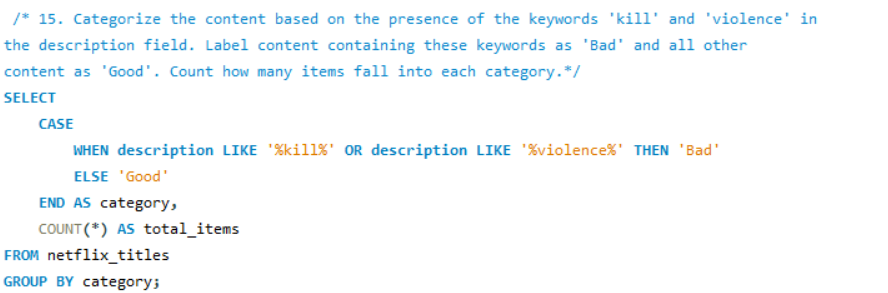 /* 15. Categorize the content based on the presence of the keywords 'kill' and 'violence' in
the description field. Label content containing these keywords as 'Bad' and all other
content as 'Good'. Count how many items fall into each category.*/
SELECT
    CASE
        WHEN description LIKE '%kill%' OR description LIKE '%violence%' THEN 'Bad'
        ELSE 'Good'
    END AS category,
    COUNT(*) AS total_items
FROM netflix_titles
GROUP BY category;